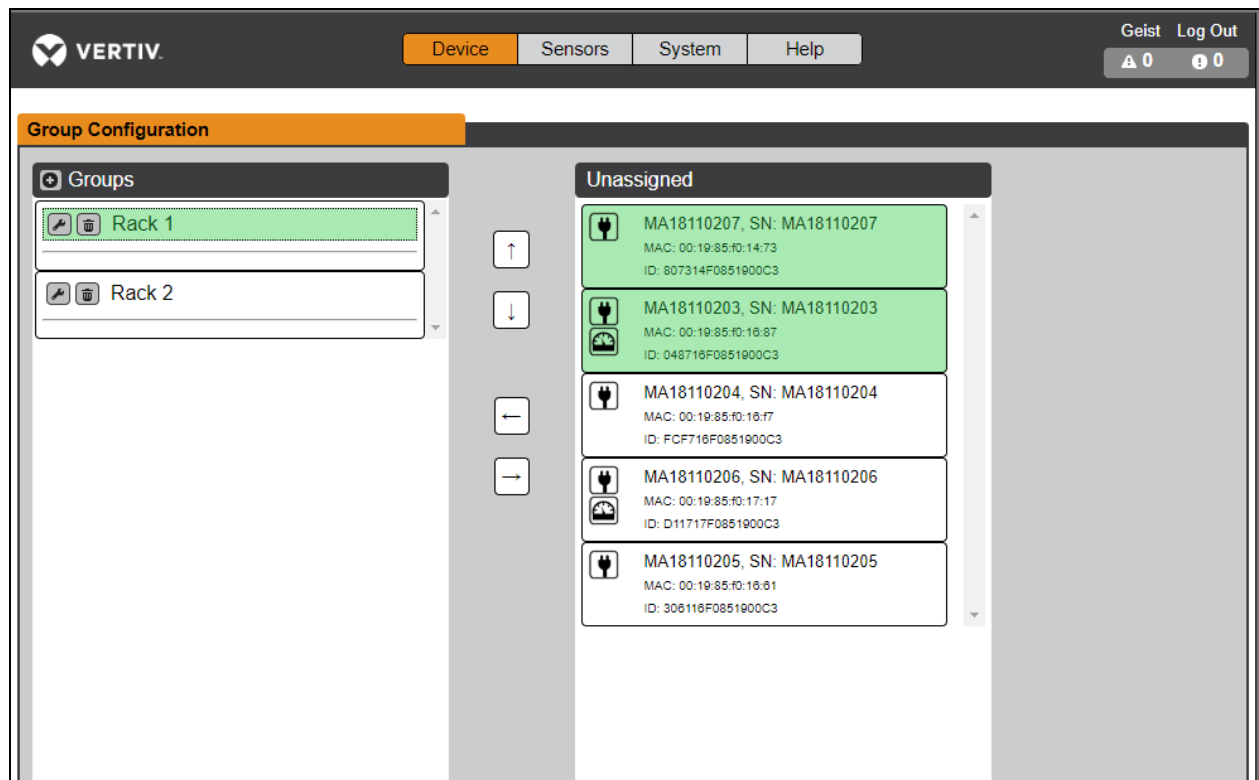 VERTIV.
Device Sensors System Help
Geist Log Out
0 0
Group Configuration
Groups
Rack 1
Rack 2
↑
↓
←
→
Unassigned
MA18110207, SN: MA18110207
MAC: 00:19:85:f0:14:73
ID: 807314F0851900C3
MA18110203, SN: MA18110203
MAC: 00:19:85:f0:16:87
ID: 048716F0851900C3
MA18110204, SN: MA18110204
MAC: 00:19:85:f0:16:f7
ID: FCF716F0851900C3
MA18110206, SN: MA18110206
MAC: 00:19:85:f0:17:17
ID: D11717F0851900C3
MA18110205, SN: MA18110205
MAC: 00:19:85:f0:16:61
ID: 306116F0851900C3